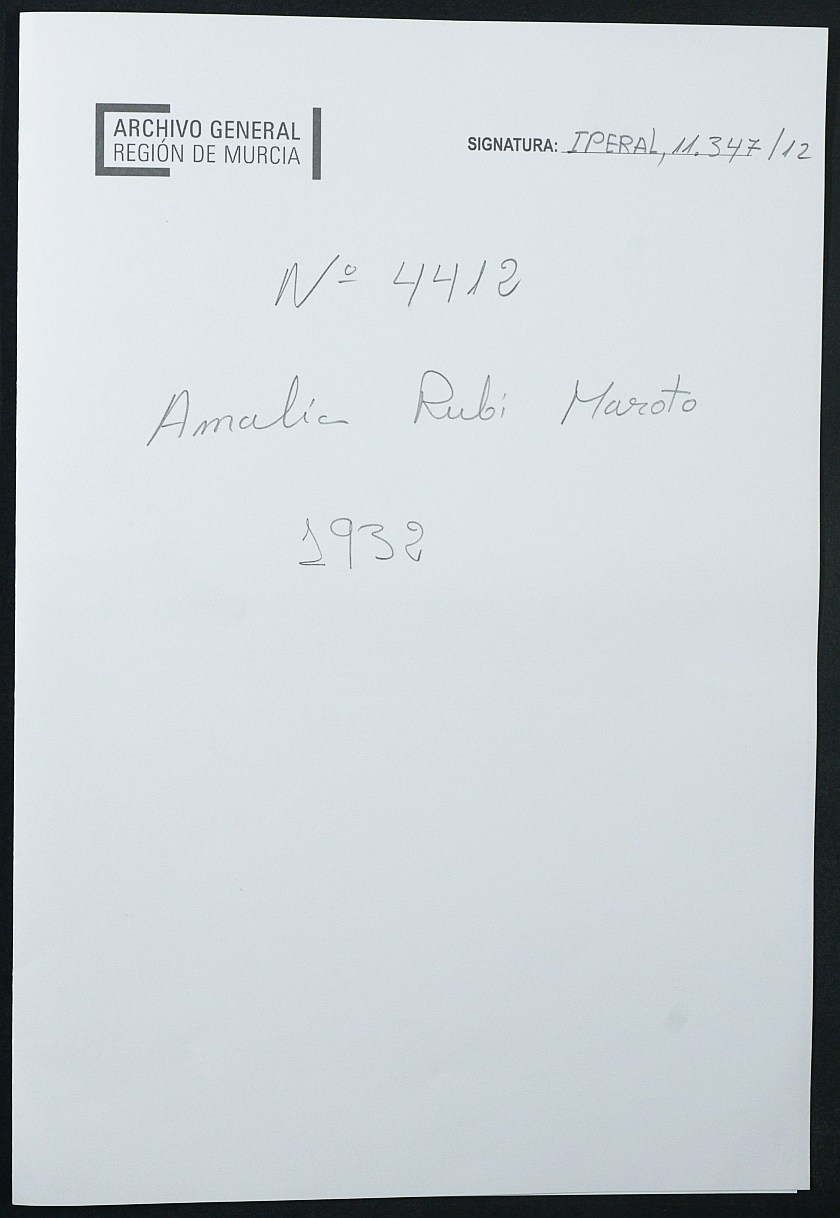 ARCHIVO GENERAL
REGIÓN DE MURCIA
SIGNATURA: IPERAL, 11.347/12
Nº 4412
Amalia Rubi Maroto
1932